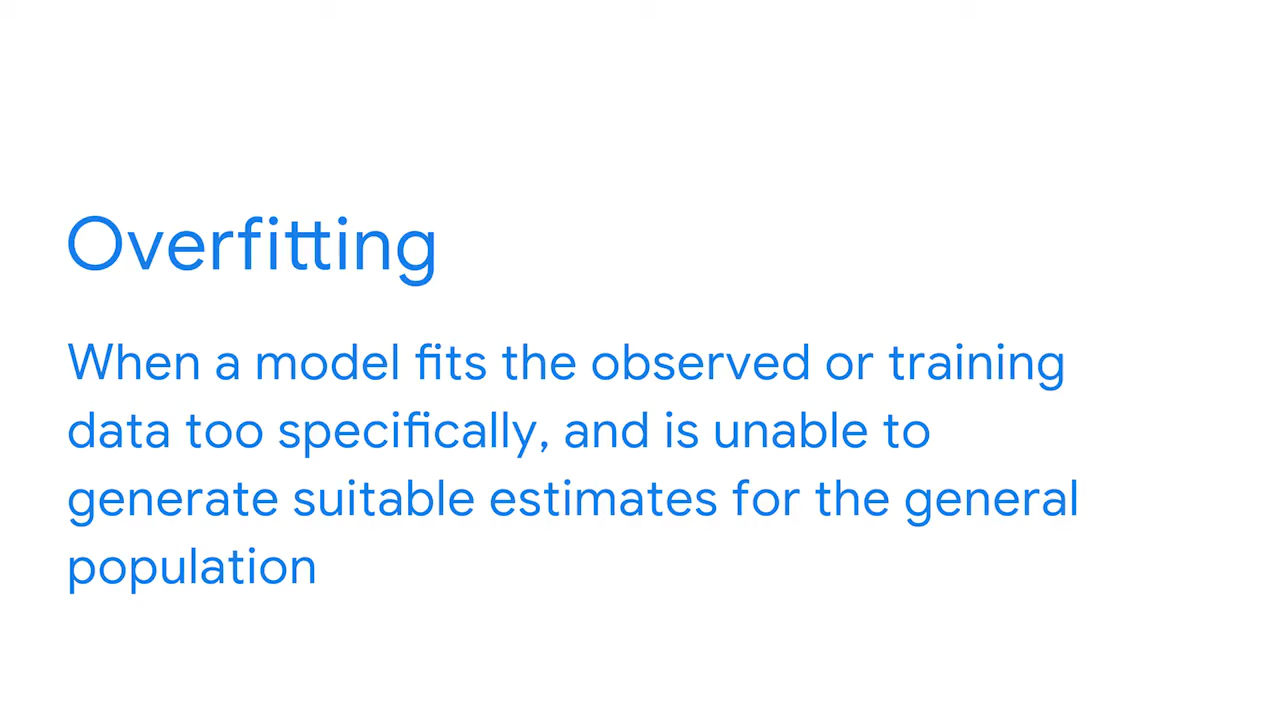 Overfitting
When a model fits the observed or training
data too specifically, and is unable to
generate suitable estimates for the general
population